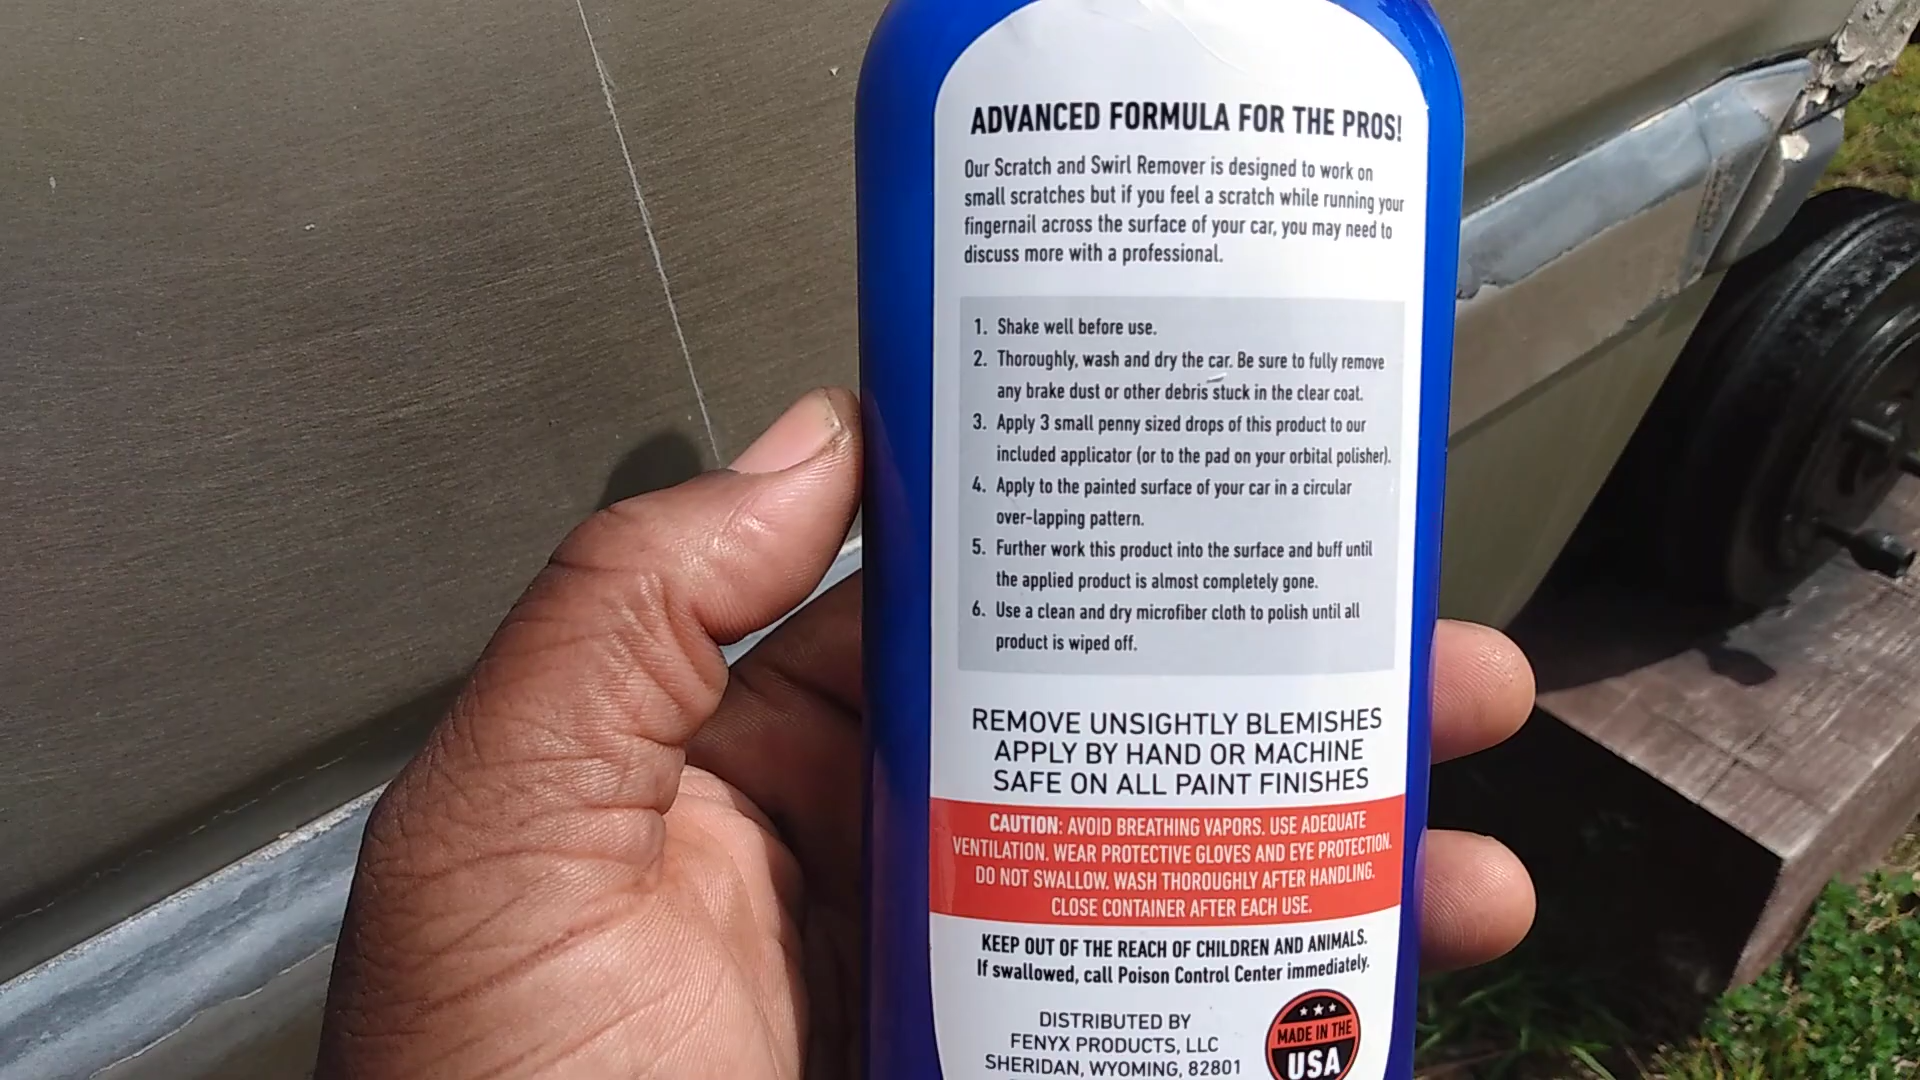 ADVANCED FORMULA FOR THE PROS!
Our Scratch and Swirl Remover is designed to work on
small scratches but if you feel a scratch while running your
fingernail across the surface of your car, you may need to
discuss more with a professional.
1. Shake well before use.
2. Thoroughly, wash and dry the car. Be sure to fully remove
any brake dust or other debris stuck in the clear coat.
3. Apply 3 small penny sized drops of this product to our
included applicator (or to the pad on your orbital polisher).
4. Apply to the painted surface of your car in a circular
over-lapping pattern.
5. Further work this product into the surface and buff until
the applied product is almost completely gone.
6. Use a clean and dry microfiber cloth to polish until all
product is wiped off.
REMOVE UNSIGHTLY BLEMISHES
APPLY BY HAND OR MACHINE
SAFE ON ALL PAINT FINISHES
CAUTION: AVOID BREATHING VAPORS. USE ADEQUATE
VENTILATION. WEAR PROTECTIVE GLOVES AND EYE PROTECTION.
DO NOT SWALLOW. WASH THOROUGHLY AFTER HANDLING.
CLOSE CONTAINER AFTER EACH USE.
KEEP OUT OF THE REACH OF CHILDREN AND ANIMALS.
If swallowed, call Poison Control Center immediately.
DISTRIBUTED BY
FENYX PRODUCTS, LLC
SHERIDAN, WYOMING, 82801
MADE IN THE
USA